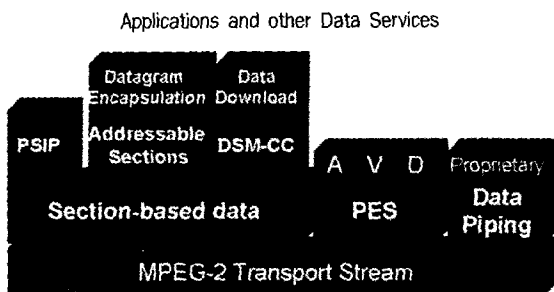 Applications and other Data Services
Datagram
Encapsulation
Data
Download
PSIP
Addressable
Sections
DSM-CC
A V D
Proprietary
Section-based data
PES
Data
Piping
MPEG-2 Transport Stream